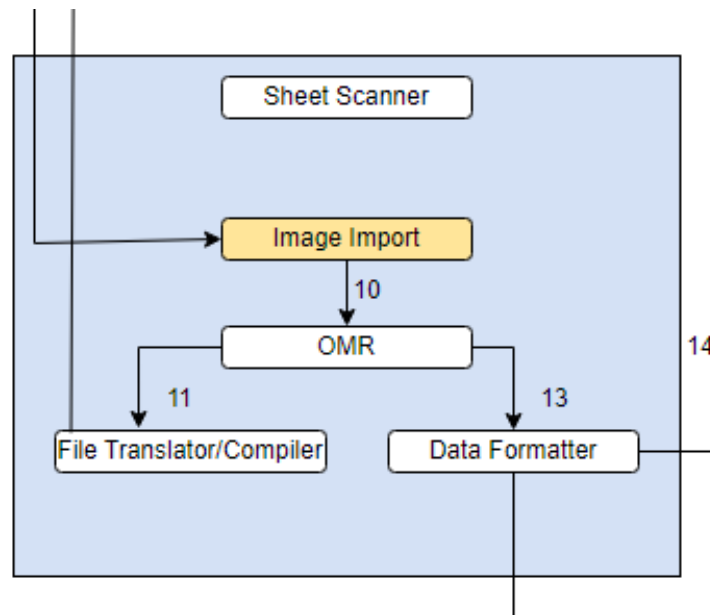 Sheet Scanner
Image Import
10
OMR
14
11
13
File Translator/Compiler
Data Formatter